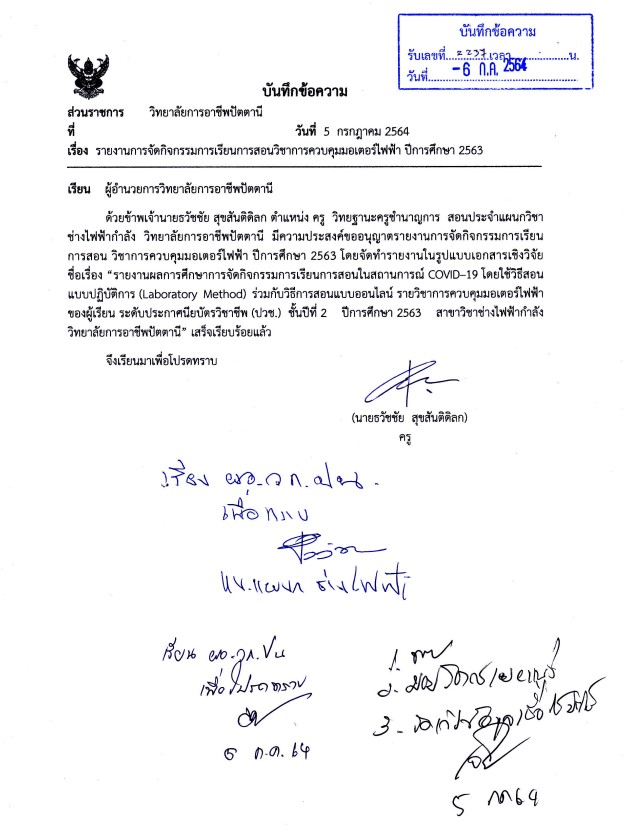 บันทึกข้อความ
รับเลขที่ 2237 เวลา น.
วันที่ -6 ก.ค. 2564
บันทึกข้อความ
ส่วนราชการ วิทยาลัยการอาชีพปัตตานี
ที่ วันที่ 5 กรกฎาคม 2564
เรื่อง รายงานการจัดกิจกรรมการเรียนการสอนวิชาการควบคุมมอเตอร์ไฟฟ้า ปีการศึกษา 2563
เรียน ผู้อำนวยการวิทยาลัยการอาชีพปัตตานี
ด้วยข้าพเจ้านายธวัชชัย สุขสันติดิลก ตำแหน่ง ครู วิทยฐานะครูชำนาญการ สอนประจำแผนกวิชา
ช่างไฟฟ้ากำลัง วิทยาลัยการอาชีพปัตตานี มีความประสงค์ขออนุญาตรายงานการจัดกิจกรรมการเรียน
การสอน วิชาการควบคุมมอเตอร์ไฟฟ้า ปีการศึกษา 2563 โดยจัดทำรายงานในรูปแบบเอกสารเชิงวิจัย
ชื่อเรื่อง “รายงานผลการศึกษาการจัดกิจกรรมการเรียนการสอนในสถานการณ์ COVID–19 โดยใช้วิธีสอน
แบบปฏิบัติการ (Laboratory Method) ร่วมกับวิธีการสอนแบบออนไลน์ รายวิชาการควบคุมมอเตอร์ไฟฟ้า
ของผู้เรียน ระดับประกาศนียบัตรวิชาชีพ (ปวช.) ชั้นปีที่ 2 ปีการศึกษา 2563 สาขาวิชาช่างไฟฟ้ากำลัง
วิทยาลัยการอาชีพปัตตานี” เสร็จเรียบร้อยแล้ว
จึงเรียนมาเพื่อโปรดทราบ
(นายธวัชชัย สุขสันติดิลก)
ครู
เรียน ผอ.วก.ปน.
เพื่อทราบ
หน.แผนก ช่างไฟฟ้า
เรียน ผอ.วก.ปน
เพื่อโปรดทราบ
5 ก.ค. 64
1. ทราบ
2.
3.
5 กค 64